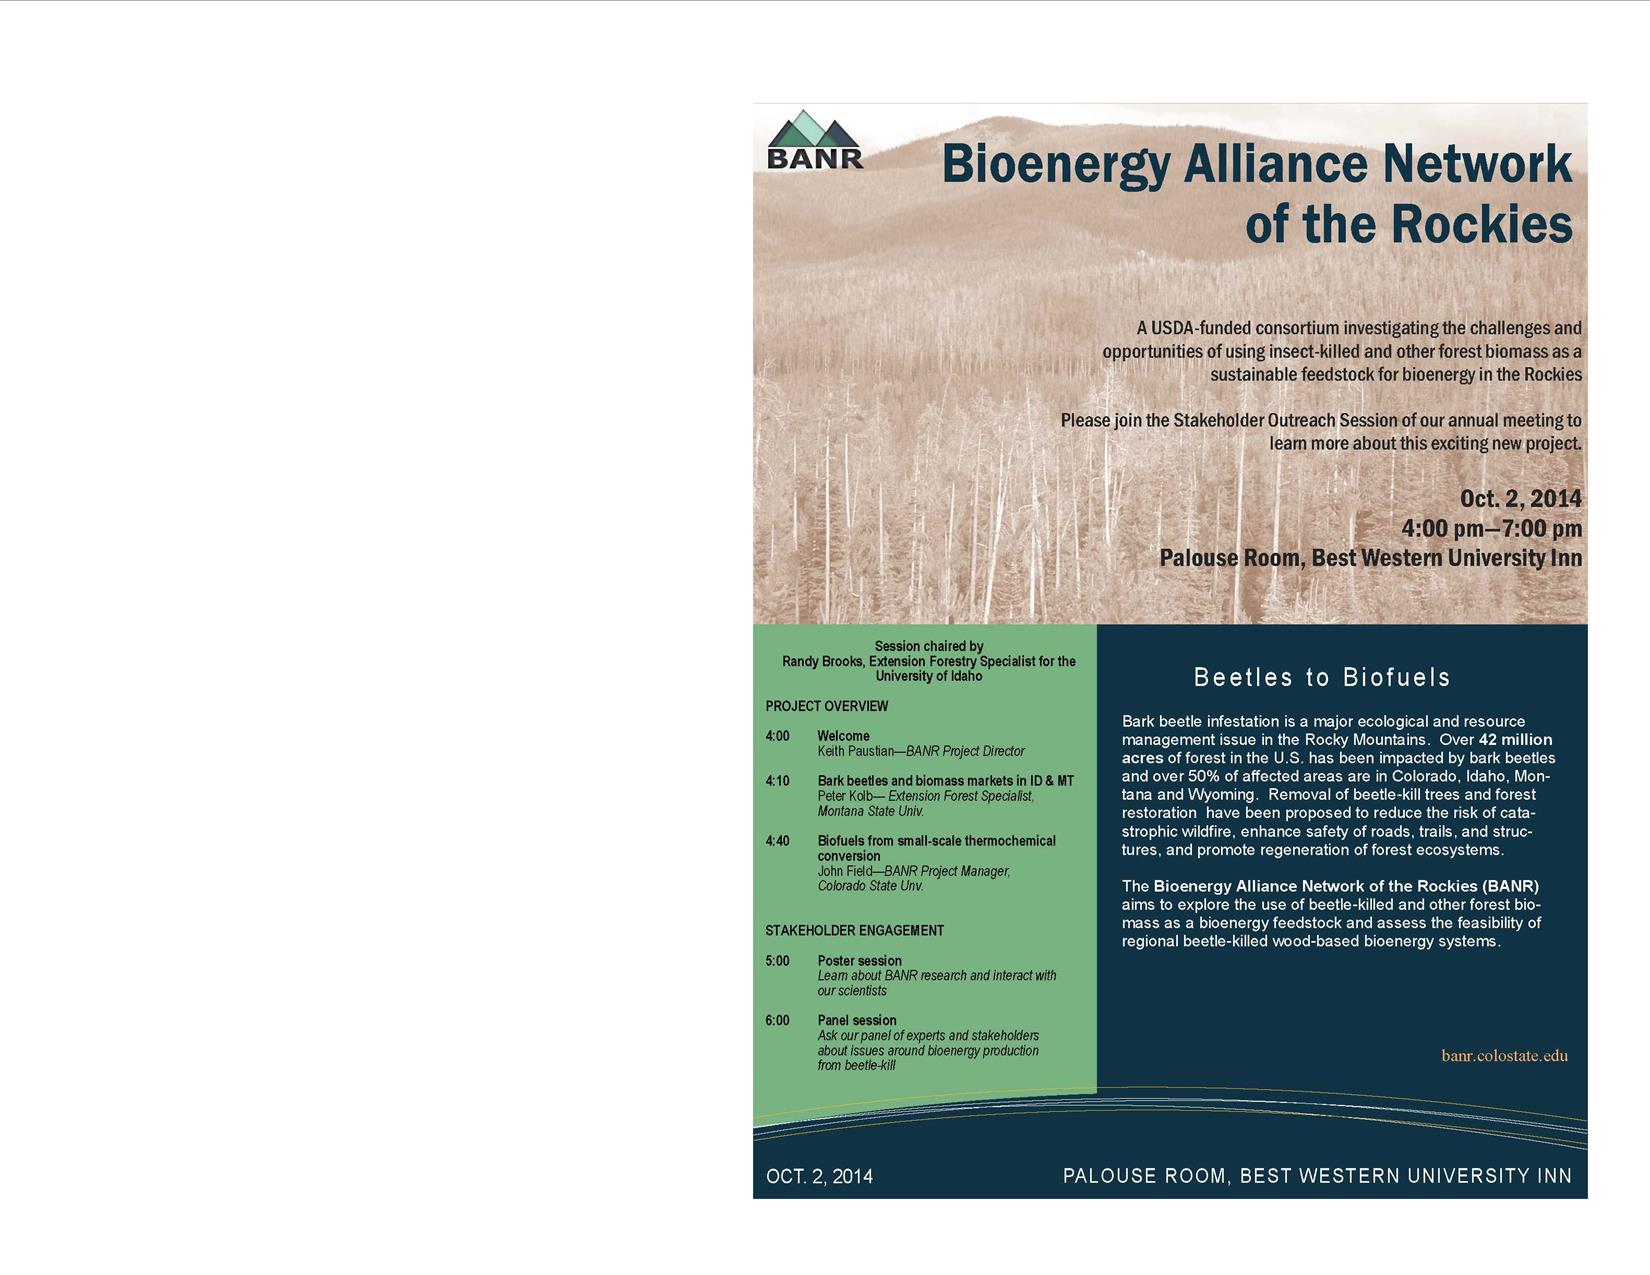 BANR
Bioenergy Alliance Network
of the Rockies
A USDA-funded consortium investigating the challenges and
opportunities of using insect-killed and other forest biomass as a
sustainable feedstock for bioenergy in the Rockies
Please join the Stakeholder Outreach Session of our annual meeting to
learn more about this exciting new project.
Oct. 2, 2014
4:00 pm—7:00 pm
Palouse Room, Best Western University Inn
Session chaired by
Randy Brooks, Extension Forestry Specialist for the
University of Idaho
PROJECT OVERVIEW
4:00 Welcome
Keith Paustian—BANR Project Director
4:10 Bark beetles and biomass markets in ID & MT
Peter Kolb— Extension Forest Specialist,
Montana State Univ.
4:40 Biofuels from small-scale thermochemical
conversion
John Field—BANR Project Manager,
Colorado State Unv.
STAKEHOLDER ENGAGEMENT
5:00 Poster session
Learn about BANR research and interact with
our scientists
6:00 Panel session
Ask our panel of experts and stakeholders
about issues around bioenergy production
from beetle-kill
Beetles to Biofuels
Bark beetle infestation is a major ecological and resource
management issue in the Rocky Mountains.  Over 42 million
acres of forest in the U.S. has been impacted by bark beetles
and over 50% of affected areas are in Colorado, Idaho, Mon-
tana and Wyoming.  Removal of beetle-kill trees and forest
restoration  have been proposed to reduce the risk of cata-
strophic wildfire, enhance safety of roads, trails, and struc-
tures, and promote regeneration of forest ecosystems.
The Bioenergy Alliance Network of the Rockies (BANR)
aims to explore the use of beetle-killed and other forest bio-
mass as a bioenergy feedstock and assess the feasibility of
regional beetle-killed wood-based bioenergy systems.
banr.colostate.edu
OCT. 2, 2014
PALOUSE ROOM, BEST WESTERN UNIVERSITY INN